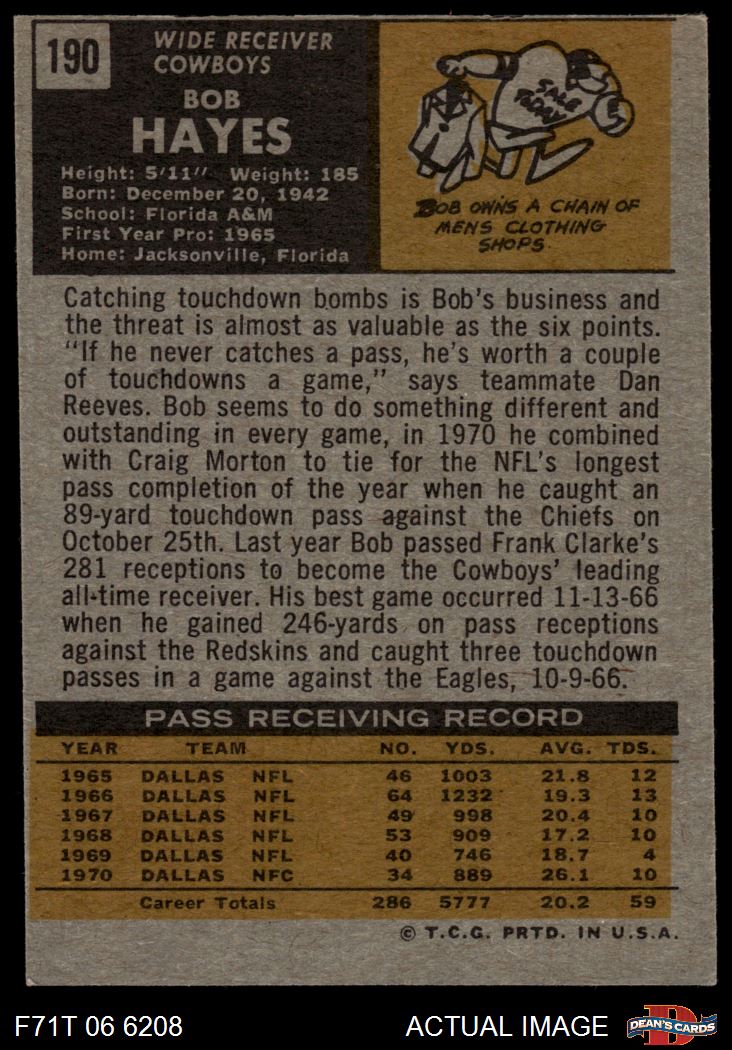 190
WIDE RECEIVER
COWBOYS
BOB
HAYES
Height: 5'11" Weight: 185
Born: December 20, 1942
School: Florida A&M
First Year Pro: 1965
Home: Jacksonville, Florida
SALE
TODAY
BOB OWNS A CHAIN OF
MENS CLOTHING
SHOPS.
Catching touchdown bombs is Bob's business and
the threat is almost as valuable as the six points.
"If he never catches a pass, he's worth a couple
of touchdowns a game," says teammate Dan
Reeves. Bob seems to do something different and
outstanding in every game, in 1970 he combined
with Craig Morton to tie for the NFL's longest
pass completion of the year when he caught an
89-yard touchdown pass against the Chiefs on
October 25th. Last year Bob passed Frank Clarke's
281 receptions to become the Cowboys' leading
all-time receiver. His best game occurred 11-13-66
when he gained 246-yards on pass receptions
against the Redskins and caught three touchdown
passes in a game against the Eagles, 10-9-66.
PASS RECEIVING RECORD
YEAR TEAM NO. YDS. AVG. TDS.
1965 DALLAS NFL 46 1003 21.8 12
1966 DALLAS NFL 64 1232 19.3 13
1967 DALLAS NFL 49 998 20.4 10
1968 DALLAS NFL 53 909 17.2 10
1969 DALLAS NFL 40 746 18.7 4
1970 DALLAS NFC 34 889 26.1 10
Career Totals 286 5777 20.2 59
© T.C.G. PRTD. IN U.S.A.
F71T 06 6208 ACTUAL IMAGE D DEAN'S CARDS